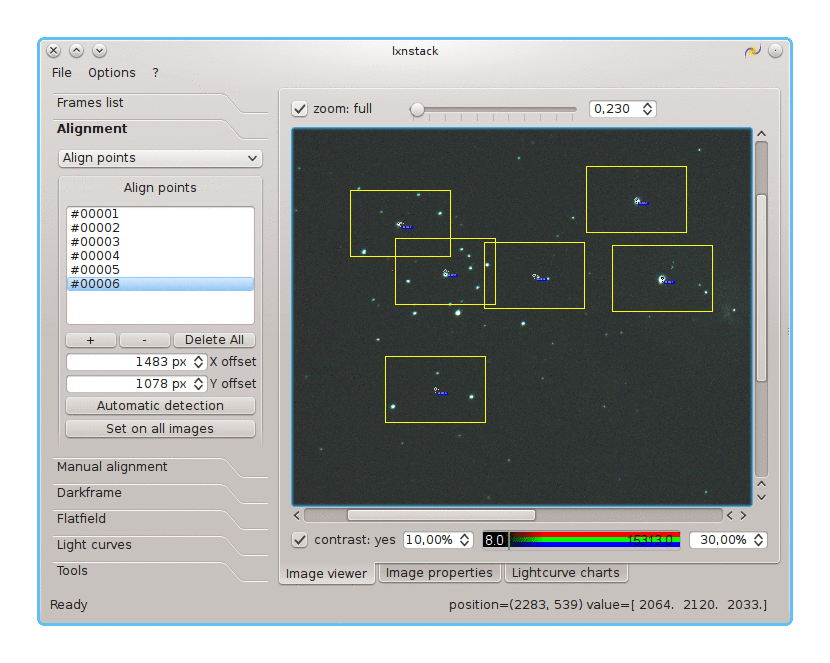 lxnstack
File Options ?
Frames list
Alignment
Align points
Align points
#00001
#00002
#00003
#00004
#00005
#00006
+ - Delete All
1483 px X offset
1078 px Y offset
Automatic detection
Set on all images
Manual alignment
Darkframe
Flatfield
Light curves
Tools
zoom: full 0,230
contrast: yes 10,00% 8.0 15313.0 30,00%
Image viewer Image properties Lightcurve charts
Ready position=(2283, 539) value=[ 2064. 2120. 2033.]